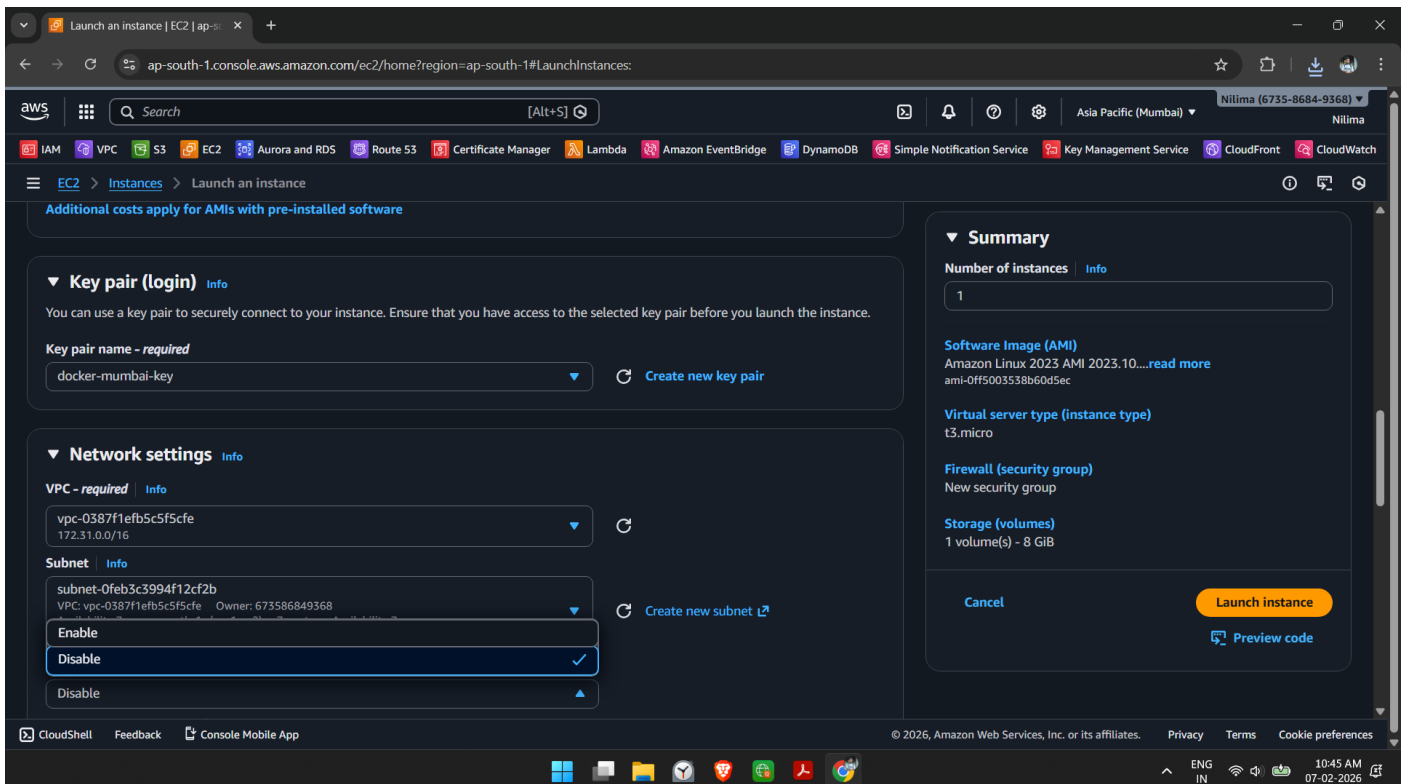 Launch an instance | EC2 | ap-s
ap-south-1.console.aws.amazon.com/ec2/home?region=ap-south-1#LaunchInstances:
aws
Search [Alt+S]
Asia Pacific (Mumbai)
Nilima (6735-8684-9368)
Nilima
IAM VPC S3 EC2 Aurora and RDS Route 53 Certificate Manager Lambda Amazon EventBridge DynamoDB Simple Notification Service Key Management Service CloudFront CloudWatch
EC2 > Instances > Launch an instance
Additional costs apply for AMIs with pre-installed software
Key pair (login) Info
You can use a key pair to securely connect to your instance. Ensure that you have access to the selected key pair before you launch the instance.
Key pair name - required
docker-mumbai-key
Create new key pair
Network settings Info
VPC - required Info
vpc-0387f1efb5c5f5cfe
172.31.0.0/16
Subnet Info
subnet-0feb3c3994f12cf2b
VPC: vpc-0387f1efb5c5f5cfe Owner: 673586849368
Create new subnet
Enable
Disable
Disable
Summary
Number of instances Info
1
Software Image (AMI)
Amazon Linux 2023 AMI 2023.10....read more
ami-0ff5003538b60d5ec
Virtual server type (instance type)
t3.micro
Firewall (security group)
New security group
Storage (volumes)
1 volume(s) - 8 GiB
Cancel
Launch instance
Preview code
CloudShell Feedback Console Mobile App
© 2026, Amazon Web Services, Inc. or its affiliates. Privacy Terms Cookie preferences
ENG
IN
10:45 AM
07-02-2026